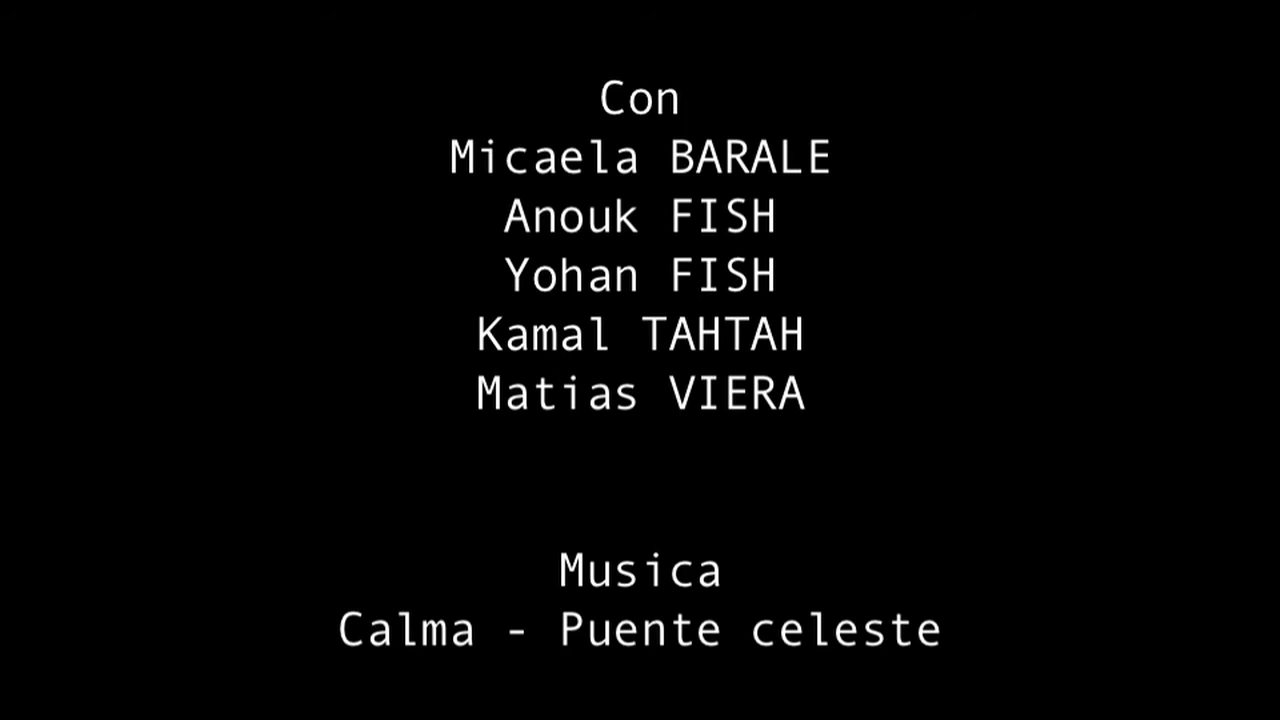 Con
Micaela BARALE
Anouk FISH
Yohan FISH
Kamal TAHTAH
Matias VIERA
Musica
Calma - Puente celeste